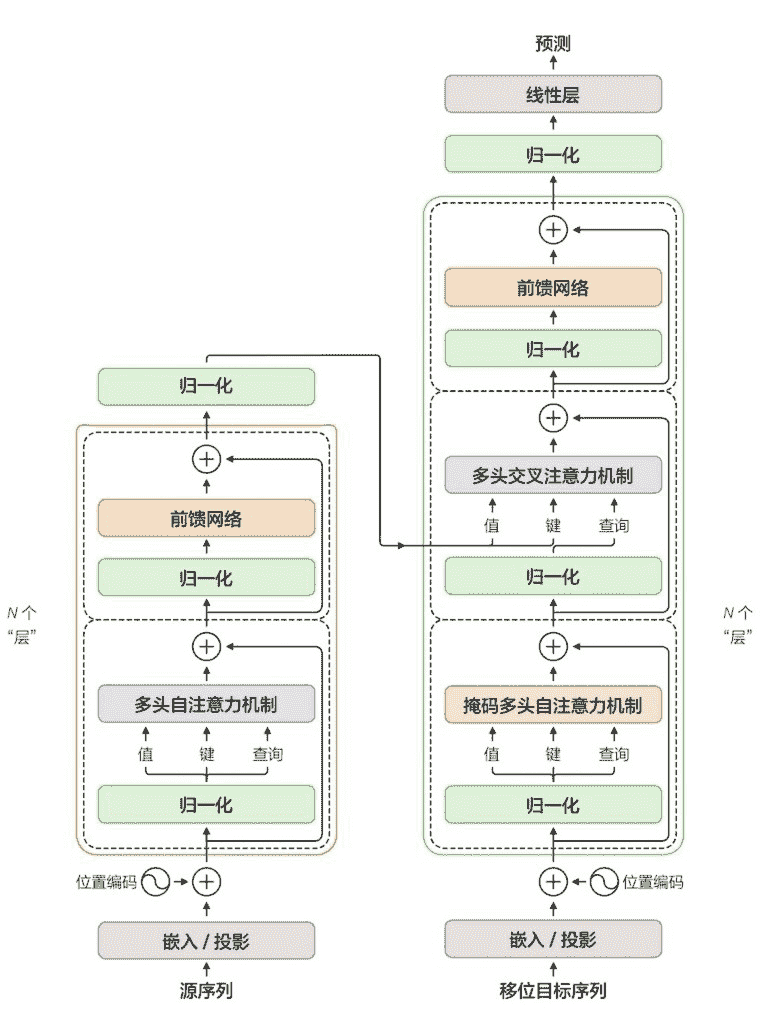 预测
线性层
归一化
前馈网络
归一化
归一化
多头交叉注意力机制
值 键 查询
前馈网络
归一化
归一化
N 个
“层”
N 个
“层”
多头自注意力机制
掩码多头自注意力机制
值 键 查询
值 键 查询
归一化
归一化
位置编码
位置编码
嵌入 / 投影
嵌入 / 投影
源序列
移位目标序列